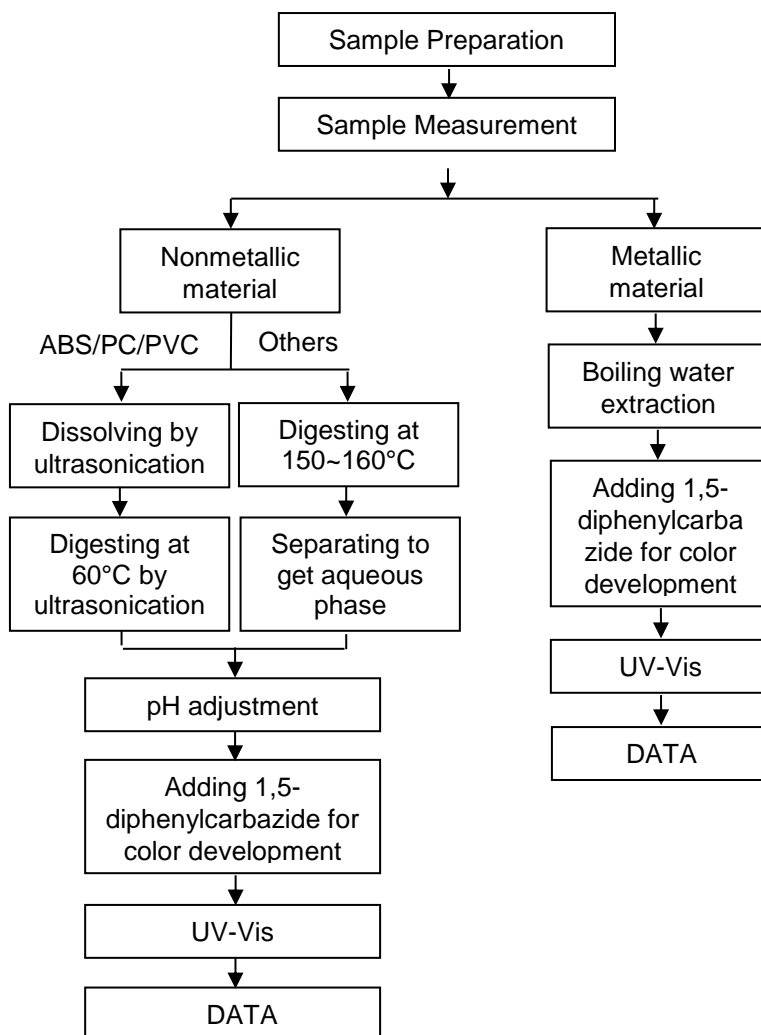 Sample Preparation
Sample Measurement
Nonmetallic
material
Metallic
material
ABS/PC/PVC
Others
Boiling water
extraction
Dissolving by
ultrasonication
Digesting at
150~160°C
Adding 1,5-
diphenylcarba
zide for color
development
Digesting at
60°C by
ultrasonication
Separating to
get aqueous
phase
UV-Vis
pH adjustment
DATA
Adding 1,5-
diphenylcarbazide for
color development
UV-Vis
DATA